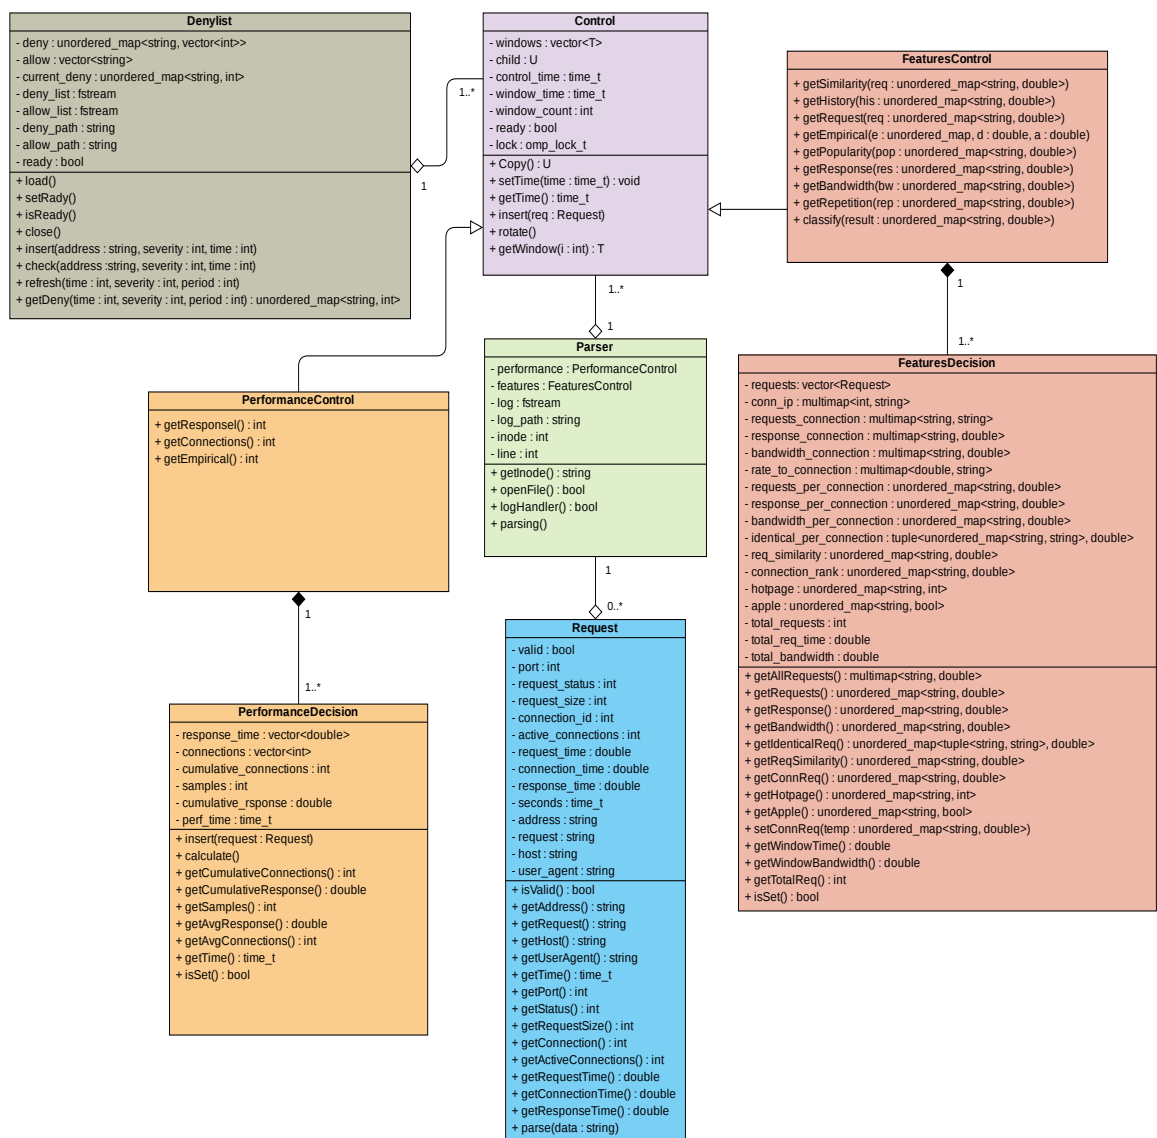 Denylist
- deny : unordered_map<string, vector<int>>
- allow : vector<string>
- current_deny : unordered_map<string, int>
- deny_list : fstream
- allow_list : fstream
- deny_path : string
- allow_path : string
- ready : bool
+ load()
+ setRady()
+ isReady()
+ close()
+ insert(address : string, severity : int, time : int)
+ check(address :string, severity : int, time : int)
+ refresh(time : int, severity : int, period : int)
+ getDeny(time : int, severity : int, period : int) : unordered_map<string, int>
1..*
1
Control
- windows : vector<T>
- child : U
- control_time : time_t
- window_time : time_t
- window_count : int
- ready : bool
- lock : omp_lock_t
+ Copy() : U
+ setTime(time : time_t) : void
+ getTime() : time_t
+ insert(req : Request)
+ rotate()
+ getWindow(i : int) : T
1..*
1
FeaturesControl
+ getSimilarity(req : unordered_map<string, double>)
+ getHistory(his : unordered_map<string, double>)
+ getRequest(req : unordered_map<string, double>)
+ getEmpirical(e : unordered_map, d : double, a : double)
+ getPopularity(pop : unordered_map<string, double>)
+ getResponse(res : unordered_map<string, double>)
+ getBandwidth(bw : unordered_map<string, double>)
+ getRepetition(rep : unordered_map<string, double>)
+ classify(result : unordered_map<string, double>)
1
1..*
Parser
- performance : PerformanceControl
- features : FeaturesControl
- log : fstream
- log_path : string
- inode : int
- line : int
+ getInode() : string
+ openFile() : bool
+ logHandler() : bool
+ parsing()
1
0..*
PerformanceControl
+ getResponsel() : int
+ getConnections() : int
+ getEmpirical() : int
1
1..*
FeaturesDecision
- requests: vector<Request>
- conn_ip : multimap<int, string>
- requests_connection : multimap<string, string>
- response_connection : multimap<string, double>
- bandwidth_connection : multimap<string, double>
- rate_to_connection : multimap<double, string>
- requests_per_connection : unordered_map<string, double>
- response_per_connection : unordered_map<string, double>
- bandwidth_per_connection : unordered_map<string, double>
- identical_per_connection : tuple<unordered_map<string, string>, double>
- req_similarity : unordered_map<string, double>
- connection_rank : unordered_map<string, double>
- hotpage : unordered_map<string, int>
- apple : unordered_map<string, bool>
- total_requests : int
- total_req_time : double
- total_bandwidth : double
+ getAllRequests() : multimap<string, double>
+ getRequests() : unordered_map<string, double>
+ getResponse() : unordered_map<string, double>
+ getBandwidth() : unordered_map<string, double>
+ getIdenticalReq() : unordered_map<tuple<string, string>, double>
+ getReqSimilarity() : unordered_map<string, double>
+ getConnReq() : unordered_map<string, double>
+ getHotpage() : unordered_map<string, int>
+ getApple() : unordered_map<string, bool>
+ setConnReq(temp : unordered_map<string, double>)
+ getWindowTime() : double
+ getWindowBandwidth() : double
+ getTotalReq() : int
+ isSet() : bool
PerformanceDecision
- response_time : vector<double>
- connections : vector<int>
- cumulative_connections : int
- samples : int
- cumulative_rsponse : double
- perf_time : time_t
+ insert(request : Request)
+ calculate()
+ getCumulativeConnections() : int
+ getCumulativeResponse() : double
+ getSamples() : int
+ getAvgResponse() : double
+ getAvgConnections() : int
+ getTime() : time_t
+ isSet() : bool
Request
- valid : bool
- port : int
- request_status : int
- request_size : int
- connection_id : int
- active_connections : int
- request_time : double
- connection_time : double
- response_time : double
- seconds : time_t
- address : string
- request : string
- host : string
- user_agent : string
+ isValid() : bool
+ getAddress() : string
+ getRequest() : string
+ getHost() : string
+ getUserAgent() : string
+ getTime() : time_t
+ getPort() : int
+ getStatus() : int
+ getRequestSize() : int
+ getConnection() : int
+ getActiveConnections() : int
+ getRequestTime() : double
+ getConnectionTime() : double
+ getResponseTime() : double
+ parse(data : string)